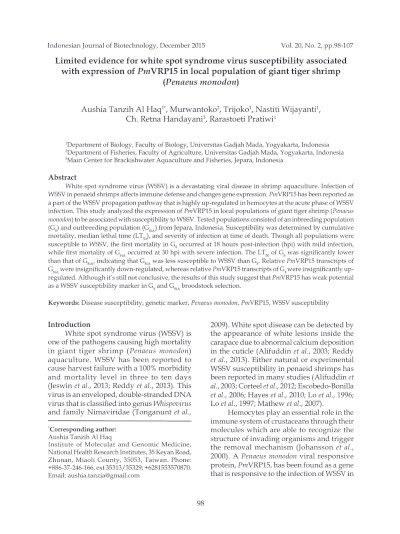 Indonesian Journal of Biotechnology, December 2015 Vol. 20, No. 2, pp.98-107
Limited evidence for white spot syndrome virus susceptibility associated
with expression of PmVRP15 in local population of giant tiger shrimp
(Penaeus monodon)
Aushia Tanzih Al Haq1*, Murwantoko2, Trijoko1, Nastiti Wijayanti1,
Ch. Retna Handayani3, Rarastoeti Pratiwi1
1Department of Biology, Faculty of Biology, Universitas Gadjah Mada, Yogyakarta, Indonesia
2Department of Fisheries, Faculty of Agriculture, Universitas Gadjah Mada, Yogyakarta, Indonesia
3Main Center for Brackishwater Aquaculture and Fisheries, Jepara, Indonesia
Abstract
White spot syndrome virus (WSSV) is a devastating viral disease in shrimp aquaculture. Infection of
WSSV in penaeid shrimps affects immune defense and changes gene expression. PmVRP15 has been reported as
a part of the WSSV propagation pathway that is highly up-regulated in hemocytes at the acute phase of WSSV
infection. This study analyzed the expression of PmVRP15 in local populations of giant tiger shrimp (Penaeus
monodon) to be associated with susceptibility to WSSV. Tested populations consisted of an inbreeding population
and outbreeding population from Jepara, Indonesia. Susceptibility was determined by cumulative
mortality, median lethal time (LT50), and severity of infection at time of death. Though all populations were
susceptible to WSSV, the first mortality in occurred at 18 hours post-infection (hpi) with mild infection,
while first mortality of occurred at 30 hpi with severe infection. The LT50 of was significantly lower
than that of indicating that was less susceptible to WSSV than Relative PmVRP15 transcripts of
were insignificantly down-regulated, whereas relative PmVRP15 transcripts of were insignificantly up-
regulated. Although it's still not conclusive, the results of this study suggest that PmVRP15 has weak potential
as a WSSV susceptibility marker in and broodstock selection.
Keywords: Disease susceptibility, genetic marker, Penaeus monodon, PmVRP15, WSSV susceptibility
Introduction
White spot syndrome virus (WSSV) is
one of the pathogens causing high mortality
in giant tiger shrimp (Penaeus monodon)
aquaculture. WSSV has been reported to
cause harvest failure with a 100% morbidity
and mortality level in three to ten days
(Jeswin et al., 2013; Reddy et al., 2013). This
virus is an enveloped, double-stranded DNA
virus that is classified into genus Whispovirus
and family Nimaviridae (Tonganunt et al.,
*Corresponding author:
Aushia Tanzih Al Haq
Institute of Molecular and Genomic Medicine,
National Health Research Institutes, 35 Keyan Road,
Zhunan, Miaoli County, 35053, Taiwan. Phone:
+886-37-246-166, ext 35313/35329; +6281553570870.
Email: aushia.tanzia@gmail.com
2009). White spot disease can be detected by
the appearance of white lesions inside the
carapace due to abnormal calcium deposition
in the cuticle (Alifuddin et al., 2003; Reddy
et al., 2013). Either natural or experimental
WSSV susceptibility in penaeid shrimps has
been reported in many studies (Alifuddin et
al., 2003; Corteel et al., 2012; Escobedo-Bonilla
et al., 2006; Hayes et al., 2010; Lo et al., 1996;
Lo et al., 1997; Mathew et al., 2007).
Hemocytes play an essential role in the
immune system of crustaceans through their
molecules which are able to recognize the
structure of invading organisms and trigger
the removal mechanism (Johansson et al.,
2000). A Penaeus monodon viral responsive
protein, PmVRP15, has been found as a gene
that is responsible to the infection of WSSV in
98